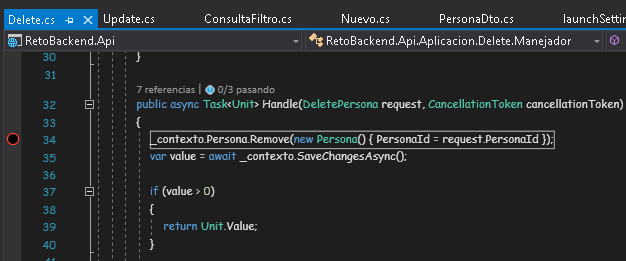 Delete.cs Update.cs ConsultaFiltro.cs Nuevo.cs PersonaDto.cs launchSettin
RetoBackend.Api RetoBackend.Api.Aplicacion.Delete.Manejador
30 }
31
7 referencias | 0/3 pasando
32 public async Task<Unit> Handle(DeletePersona request, CancellationToken cancellationToken)
33 {
34 _contexto.Persona.Remove(new Persona() { PersonaId = request.PersonaId });
35 var value = await _contexto.SaveChangesAsync();
36
37 if (value > 0)
38 {
39 return Unit.Value;
40 }